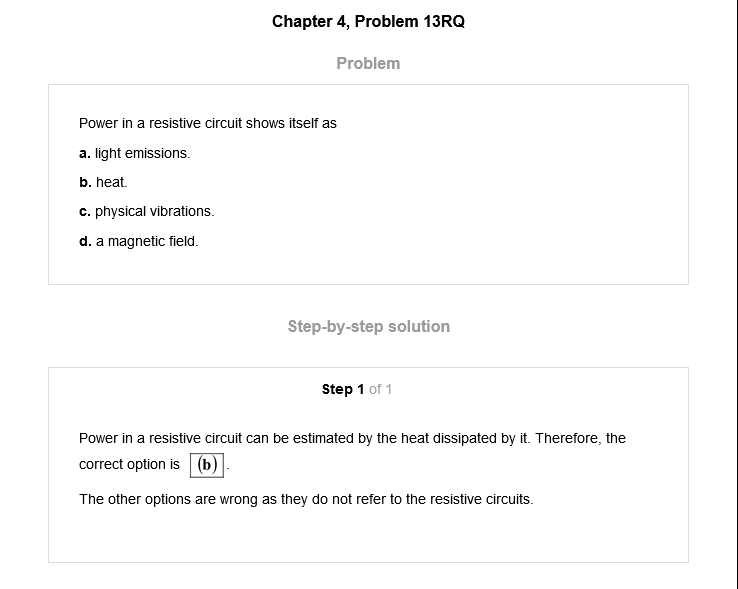 Chapter 4, Problem 13RQ
Problem
Power in a resistive circuit shows itself as
a. light emissions.
b. heat.
c. physical vibrations.
d. a magnetic field.
Step-by-step solution
Step 1 of 1
Power in a resistive circuit can be estimated by the heat dissipated by it. Therefore, the
correct option is (b).
The other options are wrong as they do not refer to the resistive circuits.